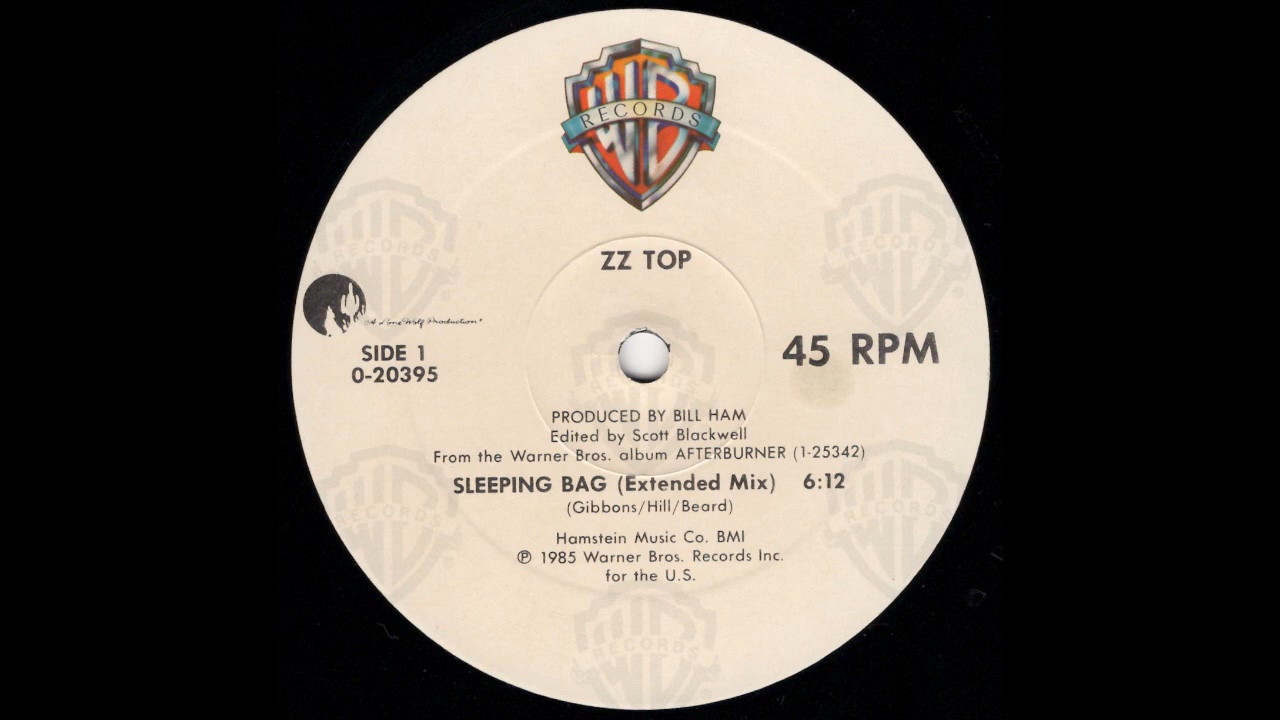 RECORDS
ZZ TOP
A Lone Wolf Production
SIDE 1
0-20395
45 RPM
PRODUCED BY BILL HAM
Edited by Scott Blackwell
From the Warner Bros. album AFTERBURNER (1-25342)
SLEEPING BAG (Extended Mix) 6:12
(Gibbons/Hill/Beard)
Hamstein Music Co. BMI
℗ 1985 Warner Bros. Records Inc.
for the U.S.